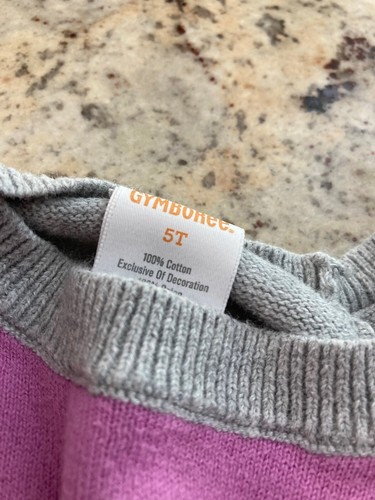 GYMBOREE.
5T
100% Cotton
Exclusive Of Decoration